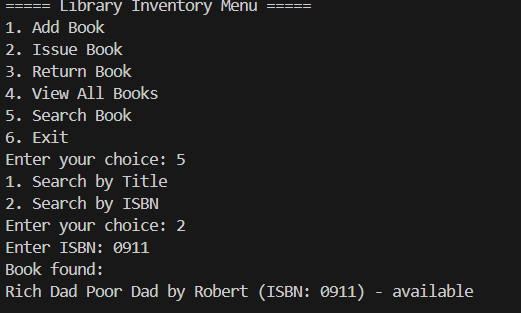 ===== Library Inventory Menu =====
1. Add Book
2. Issue Book
3. Return Book
4. View All Books
5. Search Book
6. Exit
Enter your choice: 5
1. Search by Title
2. Search by ISBN
Enter your choice: 2
Enter ISBN: 0911
Book found:
Rich Dad Poor Dad by Robert (ISBN: 0911) - available